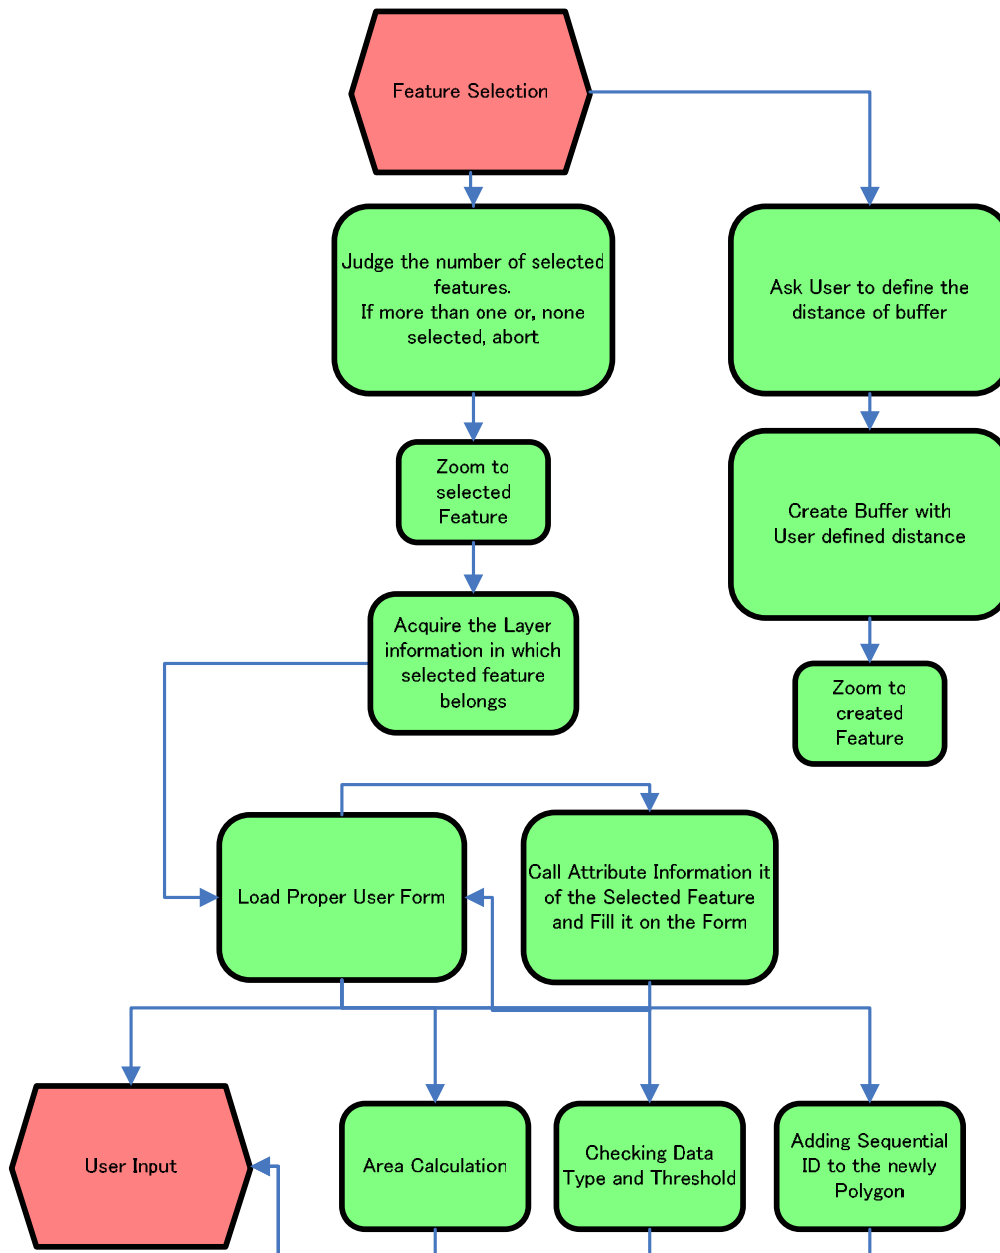 Feature Selection
Judge the number of selected
features.
If more than one or, none
selected, abort
Ask User to define the
distance of buffer
Zoom to
selected
Feature
Create Buffer with
User defined distance
Acquire the Layer
information in which
selected feature
belongs
Zoom to
created
Feature
Load Proper User Form
Call Attribute Information it
of the Selected Feature
and Fill it on the Form
User Input
Area Calculation
Checking Data
Type and Threshold
Adding Sequential
ID to the newly
Polygon